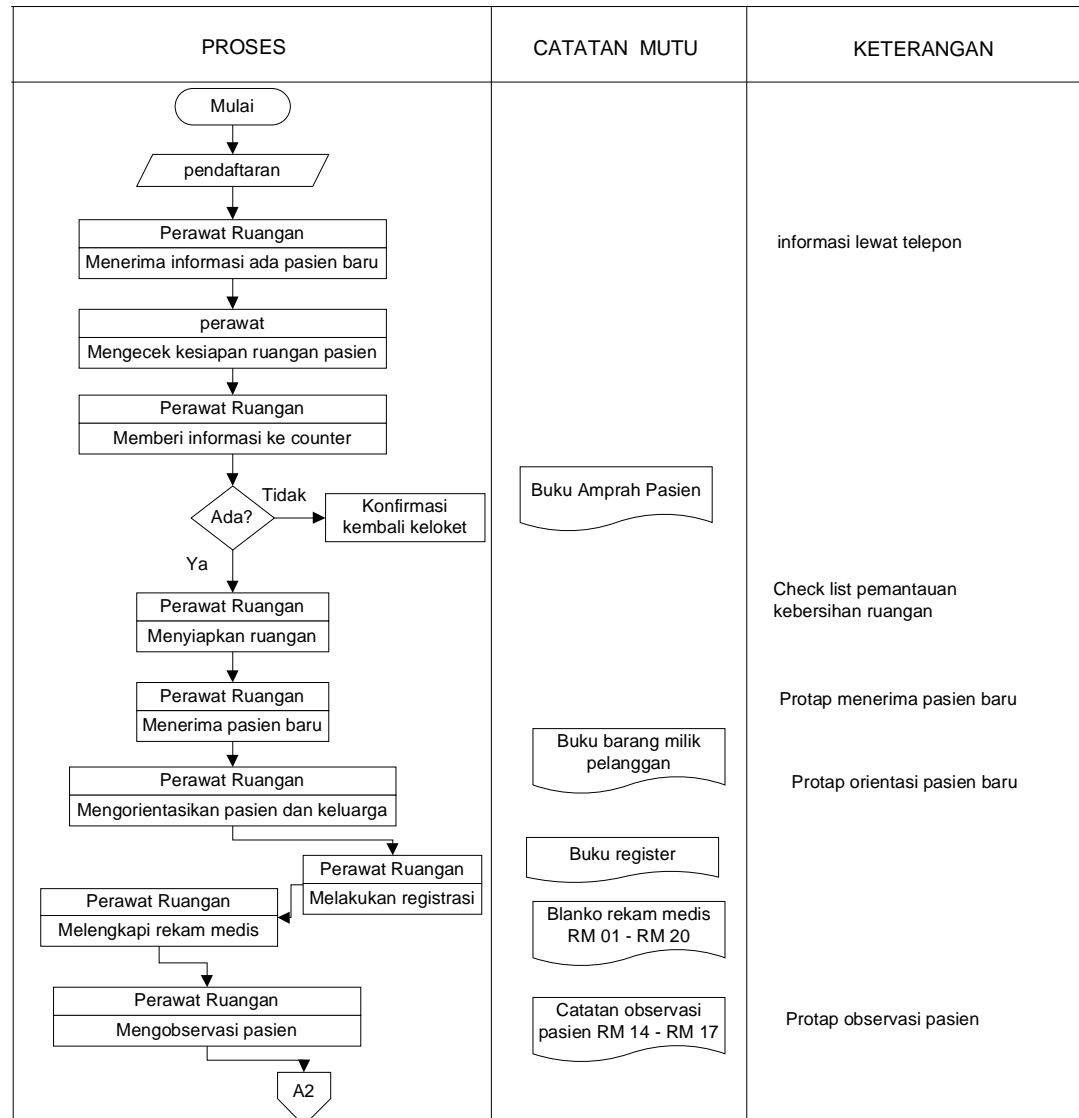 PROSES
CATATAN MUTU
KETERANGAN
Mulai
pendaftaran
Perawat Ruangan
Menerima informasi ada pasien baru
informasi lewat telepon
perawat
Mengecek kesiapan ruangan pasien
Perawat Ruangan
Memberi informasi ke counter
Ada?
Tidak
Konfirmasi
kembali keloket
Buku Amprah Pasien
Ya
Perawat Ruangan
Menyiapkan ruangan
Check list pemantauan
kebersihan ruangan
Perawat Ruangan
Menerima pasien baru
Protap menerima pasien baru
Buku barang milik
pelanggan
Perawat Ruangan
Mengorientasikan pasien dan keluarga
Protap orientasi pasien baru
Perawat Ruangan
Melakukan registrasi
Buku register
Perawat Ruangan
Melengkapi rekam medis
Blanko rekam medis
RM 01 - RM 20
Perawat Ruangan
Mengobservasi pasien
Catatan observasi
pasien RM 14 - RM 17
Protap observasi pasien
A2